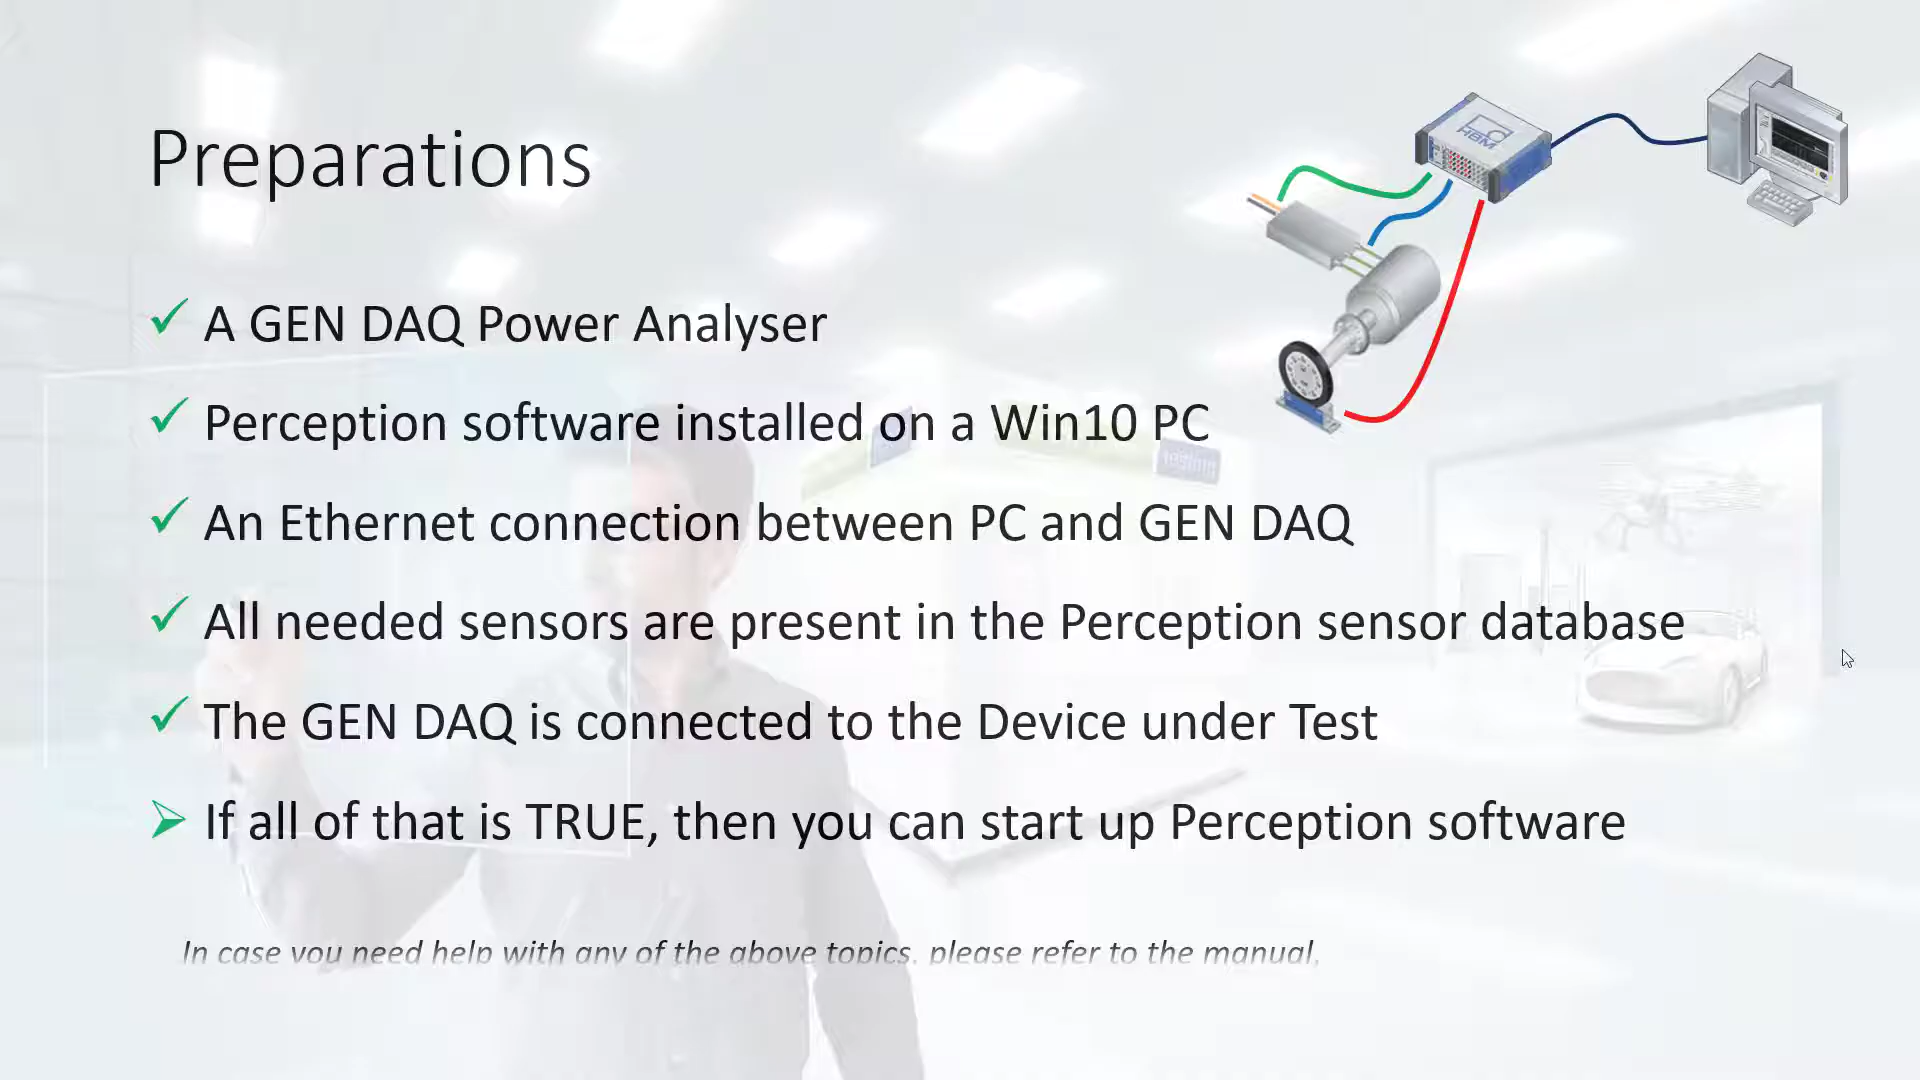 Preparations
HBM
A GEN DAQ Power Analyser
Perception software installed on a Win10 PC
An Ethernet connection between PC and GEN DAQ
All needed sensors are present in the Perception sensor database
The GEN DAQ is connected to the Device under Test
If all of that is TRUE, then you can start up Perception software
In case you need help with any of the above topics, please refer to the manual,